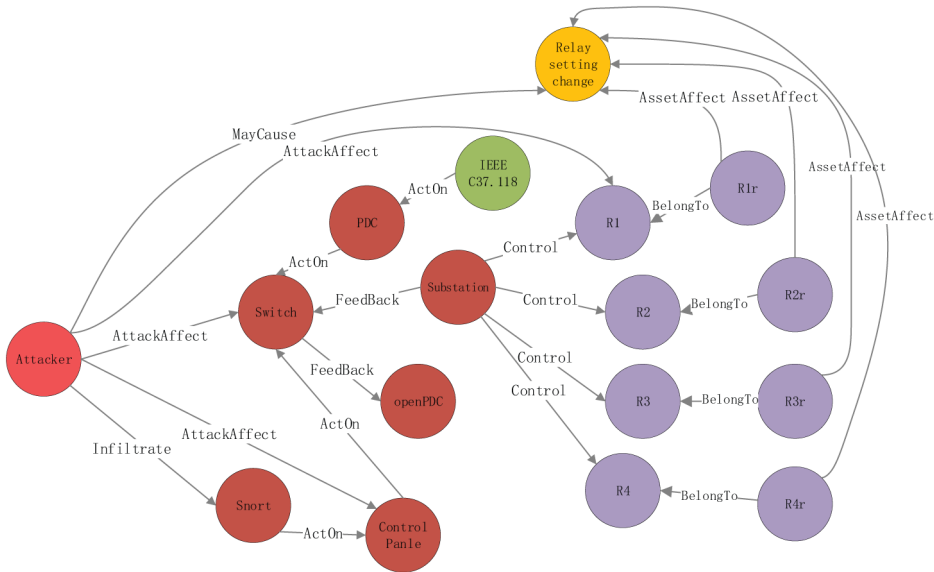 Relay
setting
change
AssetAffect
AssetAffect
MayCause
AttackAffect
IEEE
C37.118
ActOn
AssetAffect
R1r
BelongTo
PDC
R1
AssetAffect
Control
ActOn
Substation
FeedBack
Control
Switch
R2
BelongTo
R2r
AttackAffect
Attacker
FeedBack
Control
Control
openPDC
R3
BelongTo
R3r
ActOn
AttackAffect
Infiltrate
R4
BelongTo
R4r
Snort
ActOn
Control
Panle